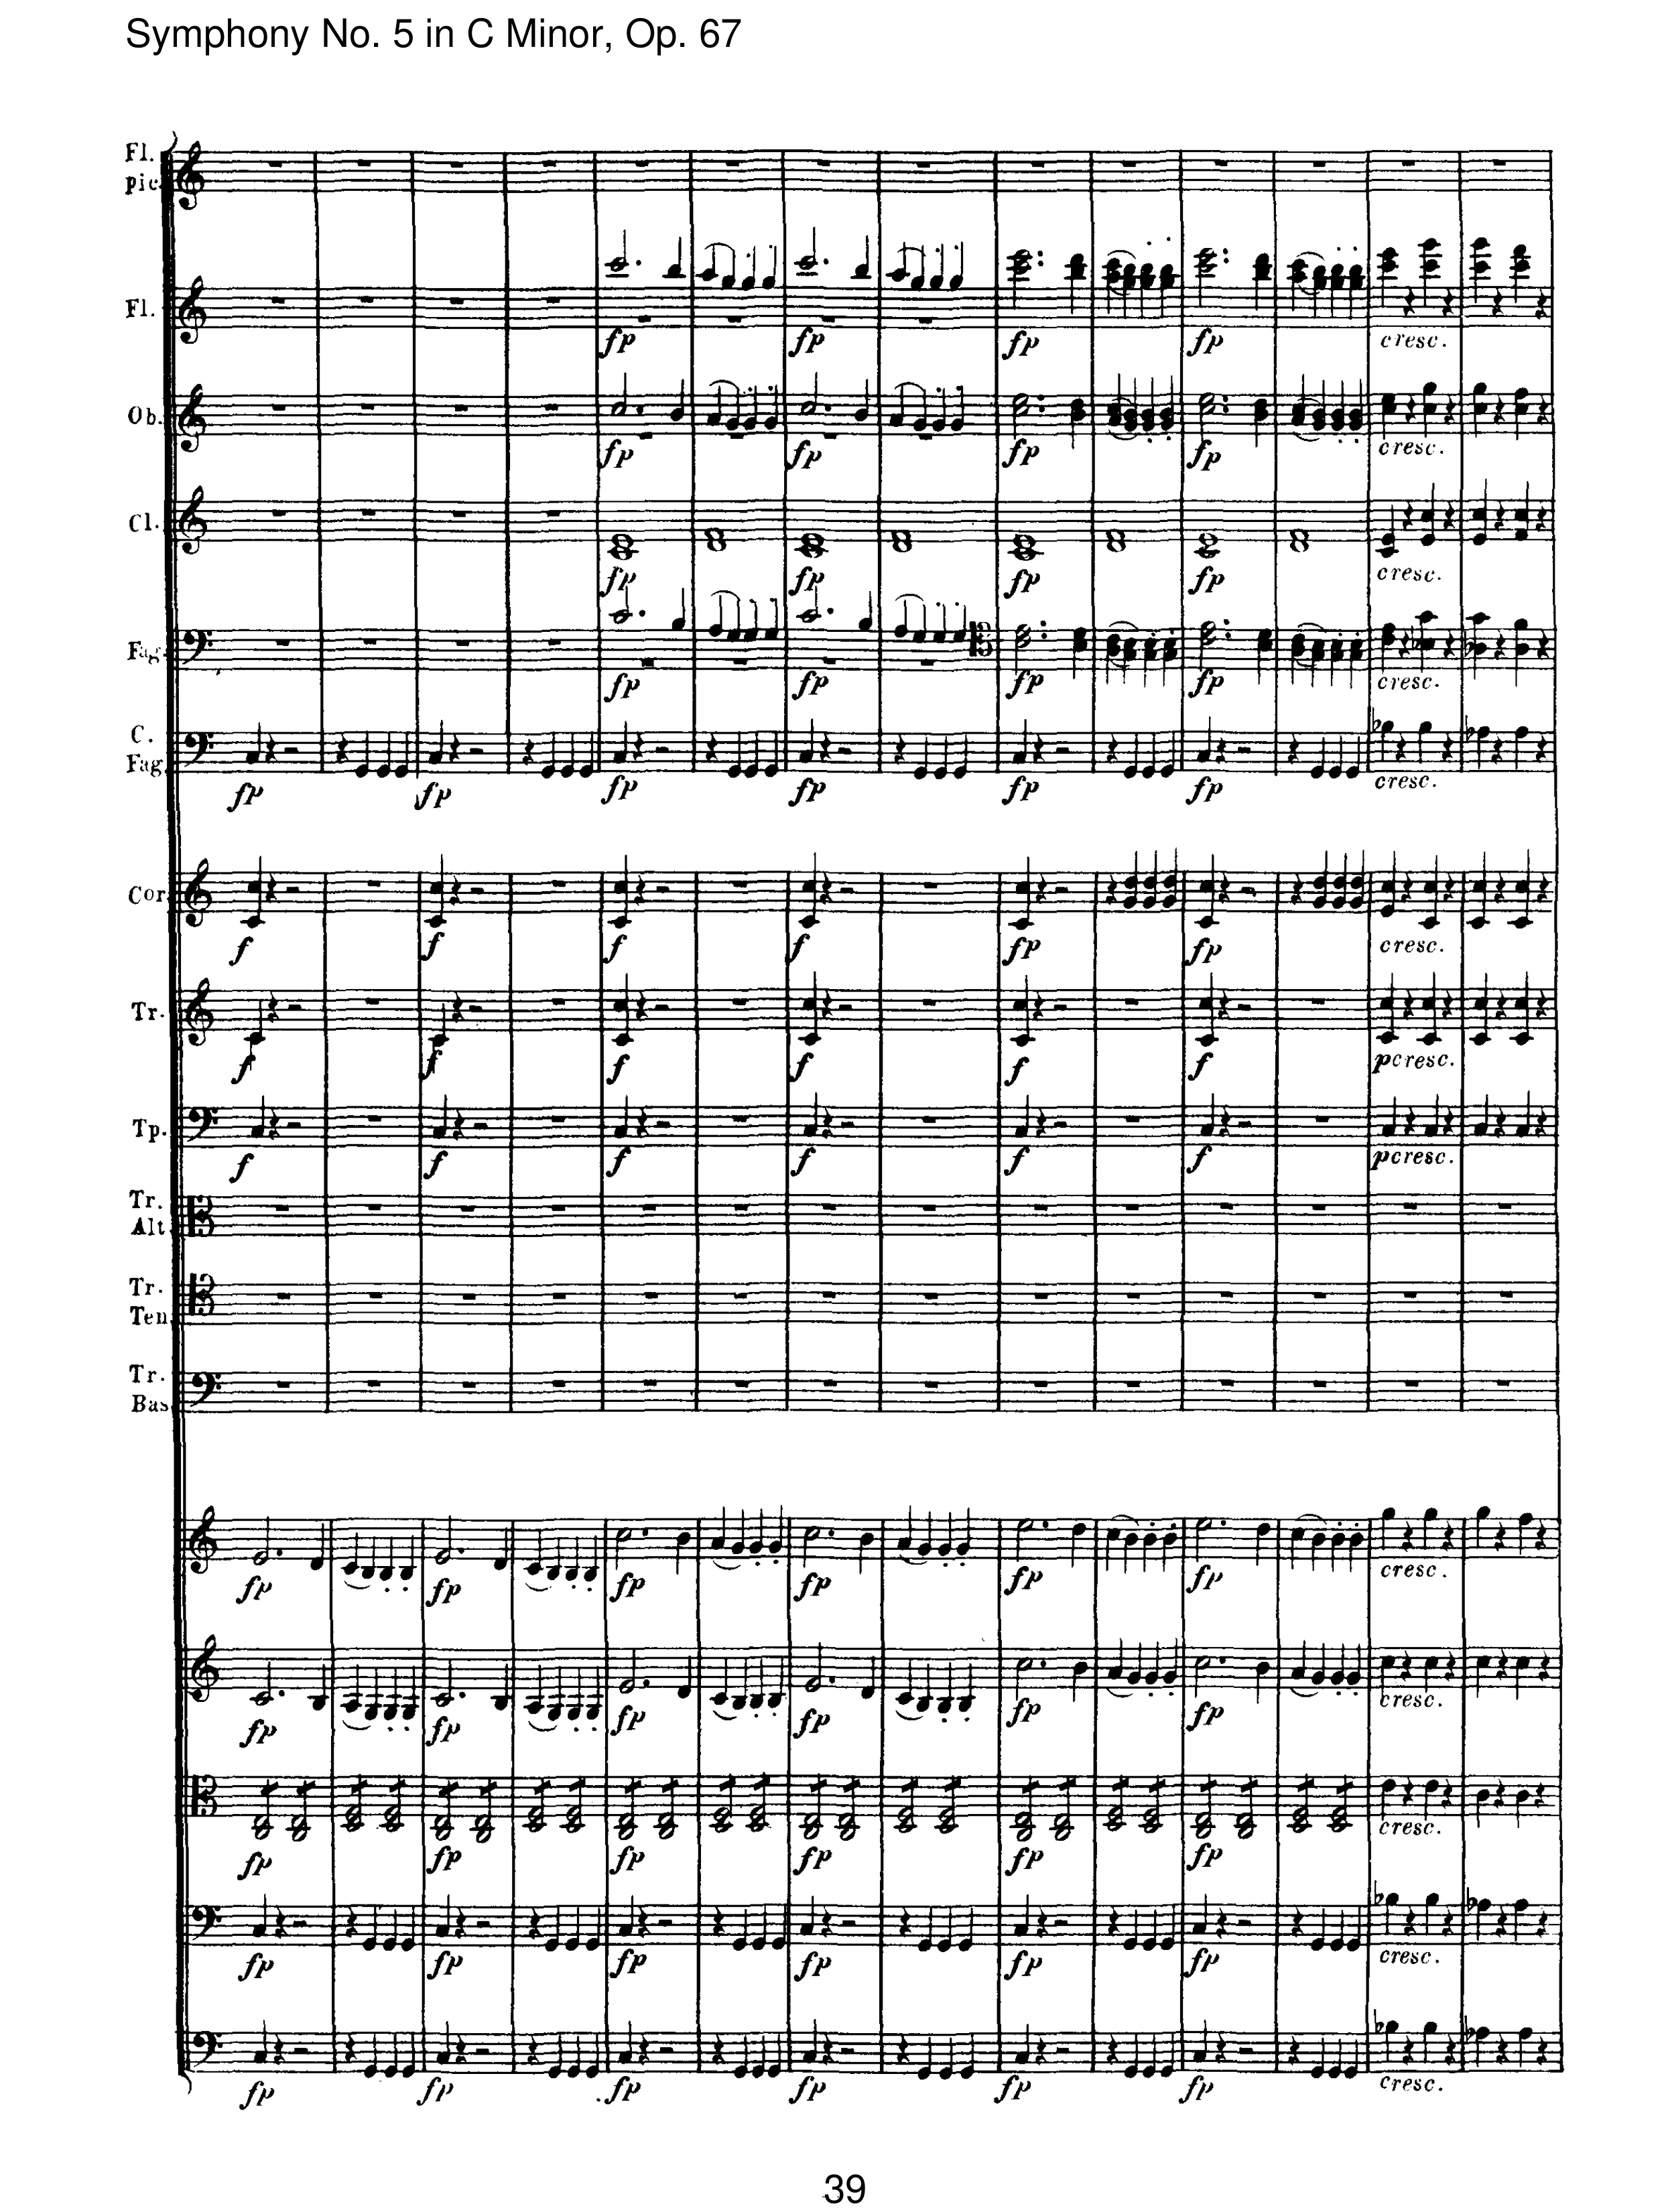 Symphony No. 5 in C Minor, Op. 67
Fl.
pic.
Fl.
fp fp fp fp cresc.
Ob.
fp fp fp fp cresc.
Cl.
fp fp fp fp cresc.
Fag.
fp fp fp fp cresc.
C.
Fag.
fp fp fp fp fp fp cresc.
Cor.
f f f f fp fp cresc.
Tr.
f f f f f f pcresc.
Tp.
f f f f f f pcresc.
Tr.
Alt
Tr.
Ten.
Tr.
Bas.
fp fp fp fp fp fp cresc.
fp fp fp fp fp fp cresc.
fp fp fp fp fp fp cresc.
fp fp fp fp fp fp cresc.
fp fp fp fp fp fp cresc.
39